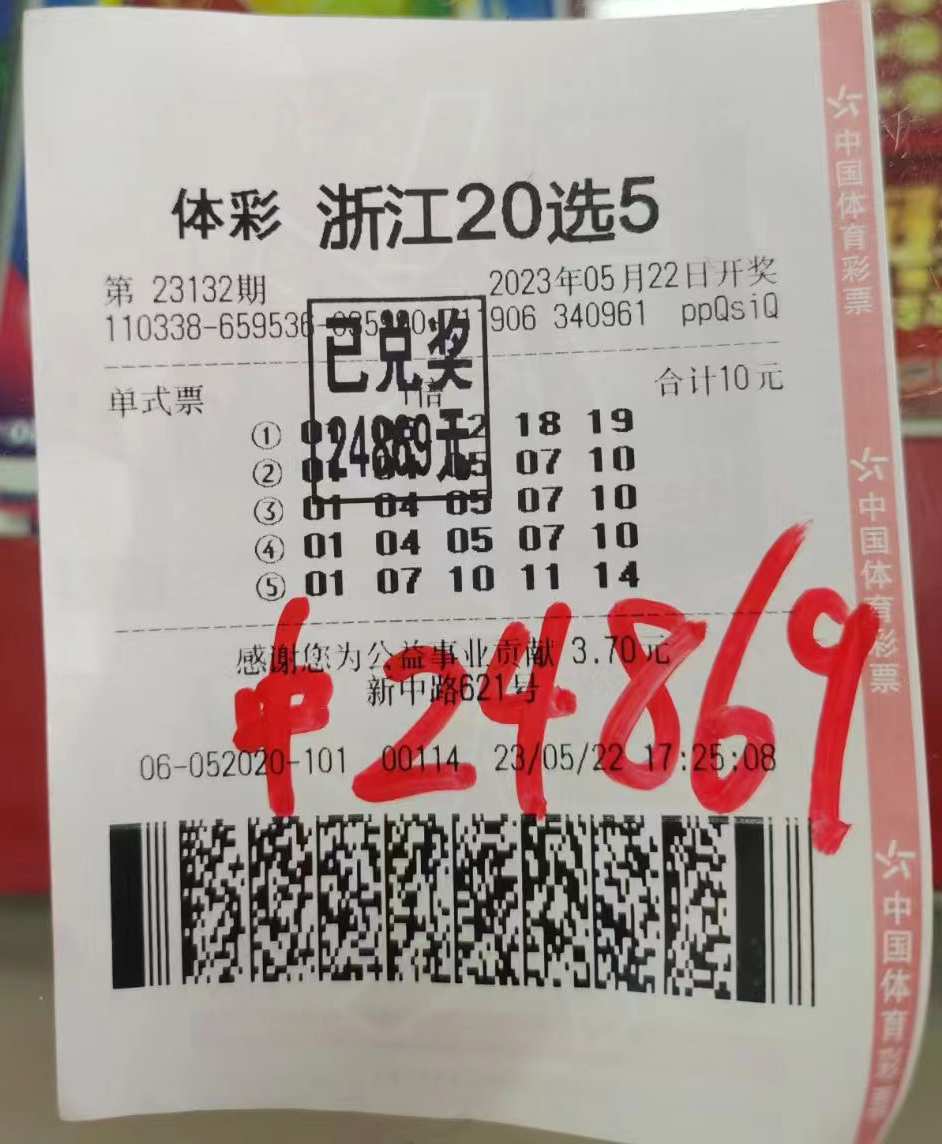 体彩 浙江20选5
第 23132期 2023年05月22日开奖
110338-659536- 906 340961 ppQsiQ
已兑奖
24869元
单式票 倍 合计10元
① 18 19
② 07 10
③ 01 04 05 07 10
④ 01 04 05 07 10
⑤ 01 07 10 11 14
感谢您为公益事业贡献 3.70元
新中路621号
24869
06-052020-101 00114 23/05/22 17:25:08
中国体育彩票
中国体育彩票
中国体育彩票